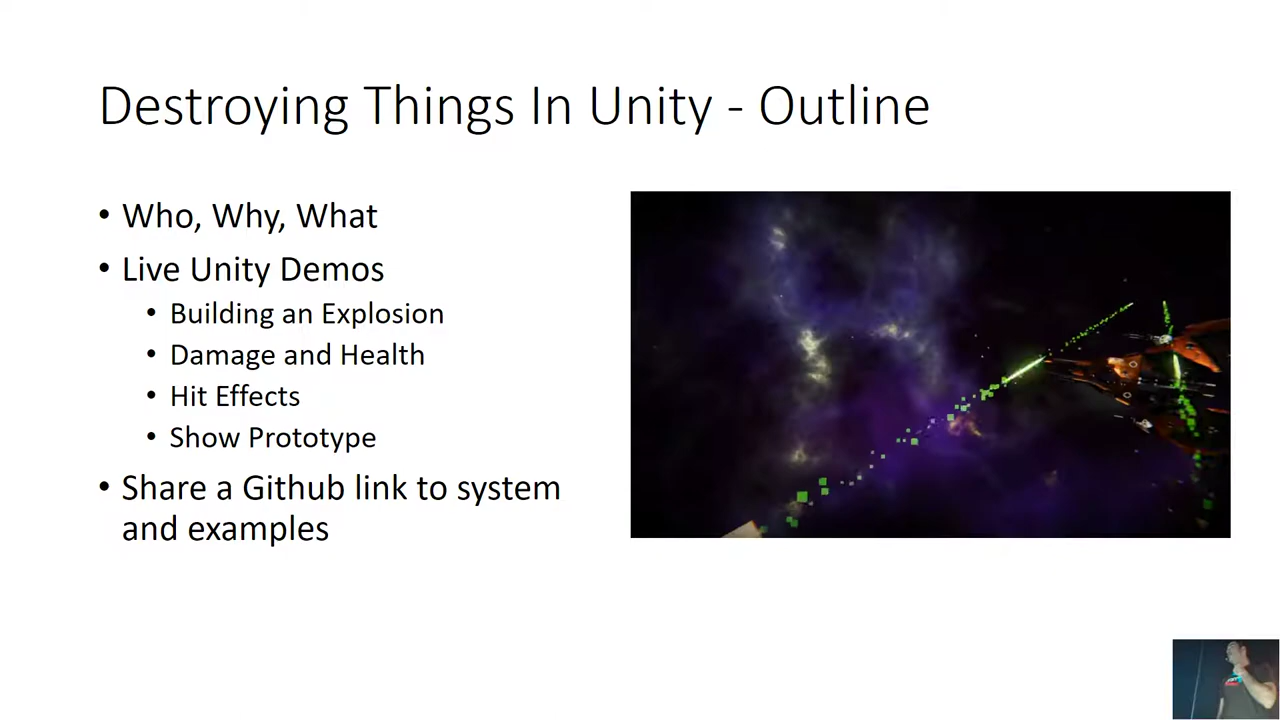 Destroying Things In Unity - Outline
• Who, Why, What
• Live Unity Demos
• Building an Explosion
• Damage and Health
• Hit Effects
• Show Prototype
• Share a Github link to system
and examples